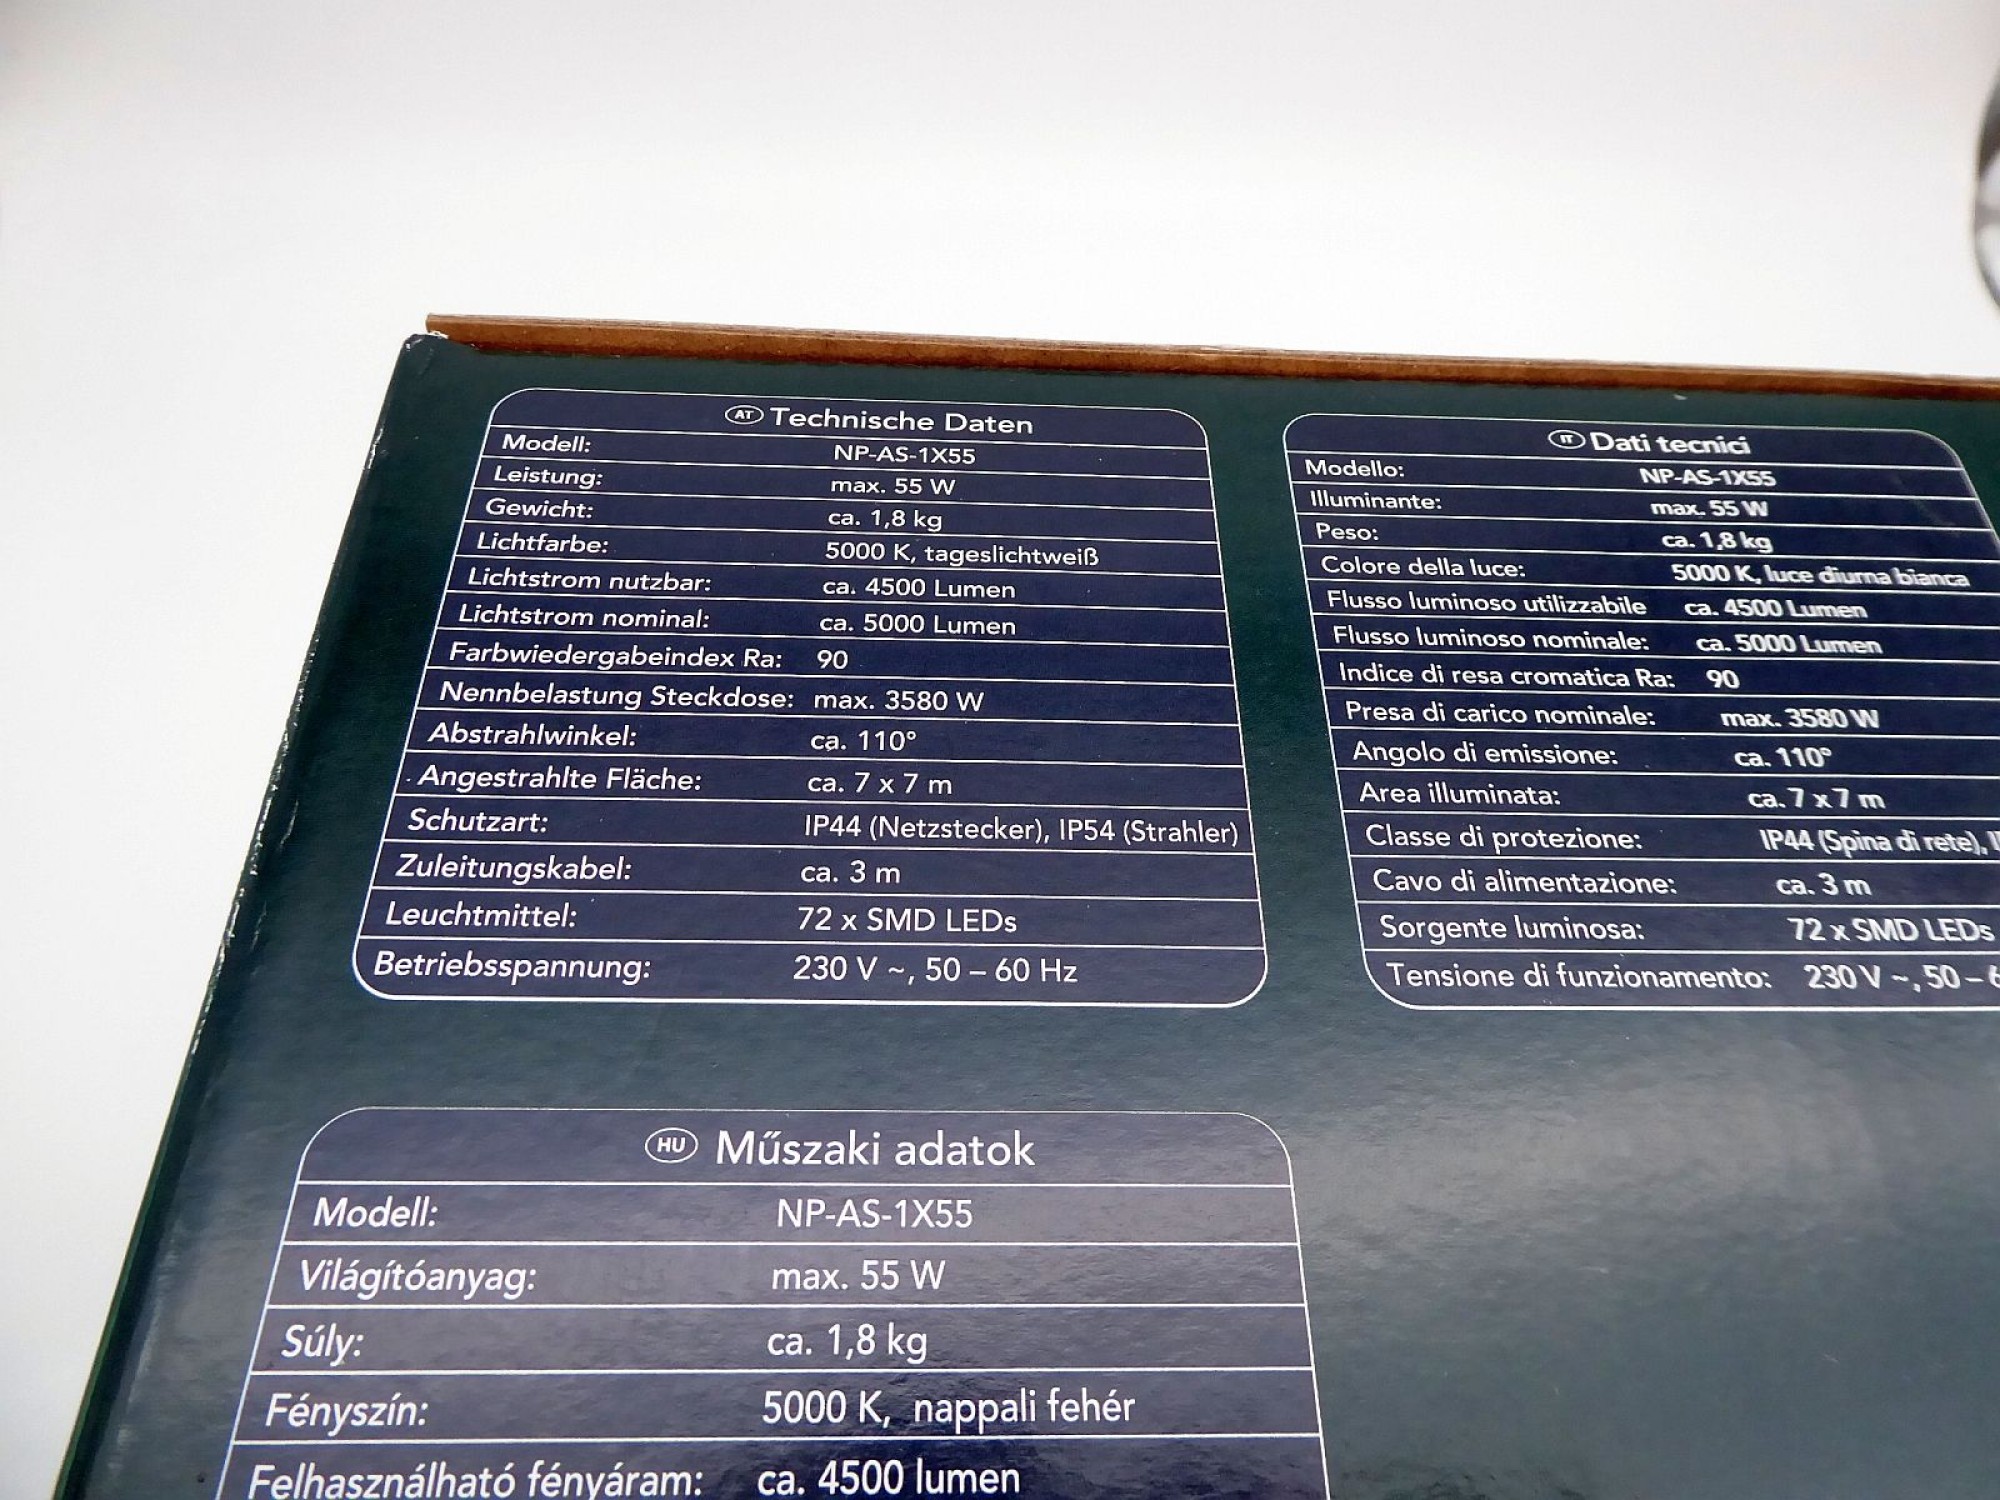 AT Technische Daten
Modell: NP-AS-1X55
Leistung: max. 55 W
Gewicht: ca. 1,8 kg
Lichtfarbe: 5000 K, tageslichtweiß
Lichtstrom nutzbar: ca. 4500 Lumen
Lichtstrom nominal: ca. 5000 Lumen
Farbwiedergabeindex Ra: 90
Nennbelastung Steckdose: max. 3580 W
Abstrahlwinkel: ca. 110°
Angestrahlte Fläche: ca. 7 x 7 m
Schutzart: IP44 (Netzstecker), IP54 (Strahler)
Zuleitungskabel: ca. 3 m
Leuchtmittel: 72 x SMD LEDs
Betriebsspannung: 230 V ~, 50 – 60 Hz
IT Dati tecnici
Modello: NP-AS-1X55
Illuminante: max. 55 W
Peso: ca. 1,8 kg
Colore della luce: 5000 K, luce diurna bianca
Flusso luminoso utilizzabile ca. 4500 Lumen
Flusso luminoso nominale: ca. 5000 Lumen
Indice di resa cromatica Ra: 90
Presa di carico nominale: max. 3580 W
Angolo di emissione: ca. 110°
Area illuminata: ca. 7 x 7 m
Classe di protezione: IP44 (Spina di rete),
Cavo di alimentazione: ca. 3 m
Sorgente luminosa: 72 x SMD LEDs
Tensione di funzionamento: 230 V ~, 50 –
HU Műszaki adatok
Modell: NP-AS-1X55
Világítóanyag: max. 55 W
Súly: ca. 1,8 kg
Fényszín: 5000 K, nappali fehér
Felhasználható fényáram: ca. 4500 lumen